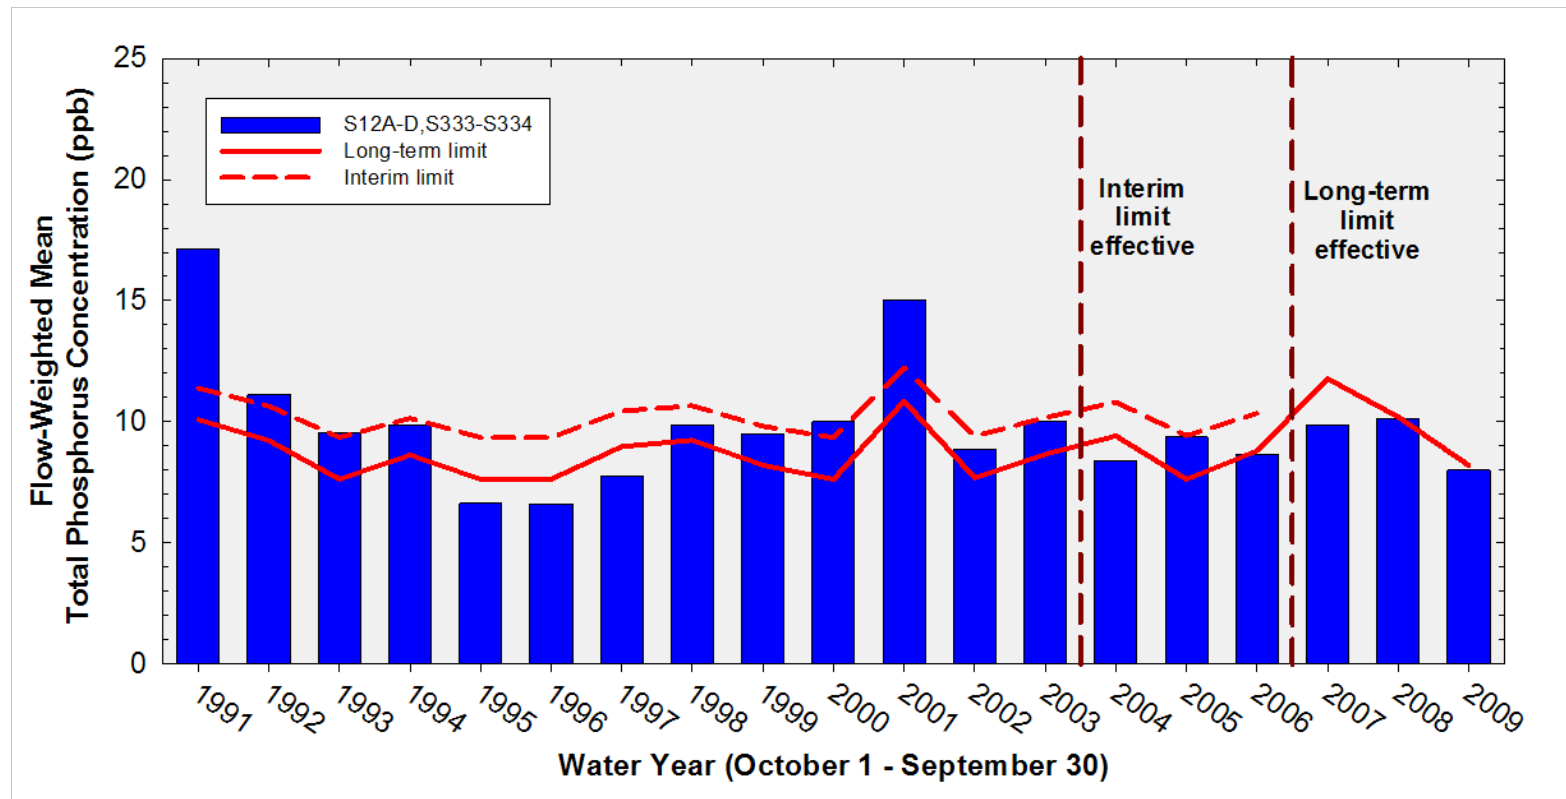 Flow-Weighted Mean
Total Phosphorus Concentration (ppb)
25
20
15
10
5
0
S12A-D,S333-S334
Long-term limit
Interim limit
Interim
limit
effective
Long-term
limit
effective
1991
1992
1993
1994
1995
1996
1997
1998
1999
2000
2001
2002
2003
2004
2005
2006
2007
2008
2009
Water Year (October 1 - September 30)